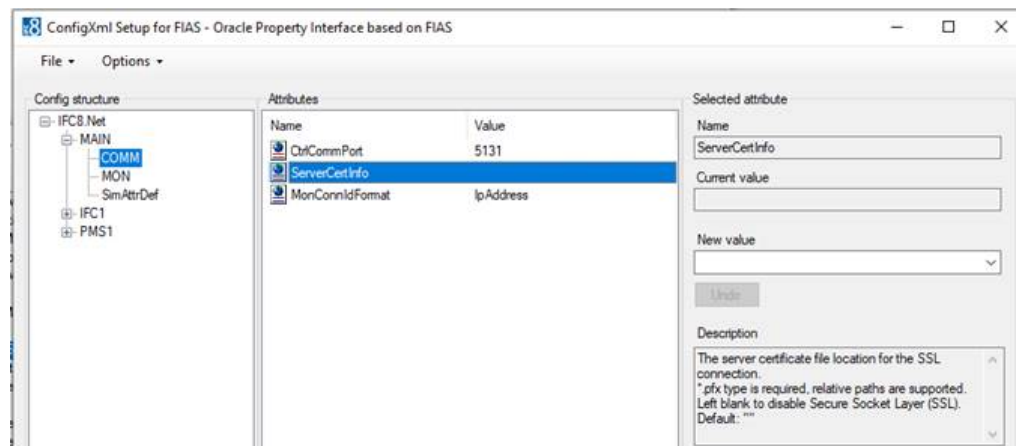 ConfigXml Setup for FIAS - Oracle Property Interface based on FIAS
File Options
Config structure
IFC8.Net
MAIN
COMM
MON
SimAttrDef
IFC1
PMS1
Attributes
Name Value
CtrlCommPort 5131
ServerCertInfo
MonConnIdFormat IpAddress
Selected attribute
Name
ServerCertInfo
Current value
New value
Undo
Description
The server certificate file location for the SSL
connection.
*.pfx type is required, relative paths are supported.
Left blank to disable Secure Socket Layer (SSL).
Default: ""